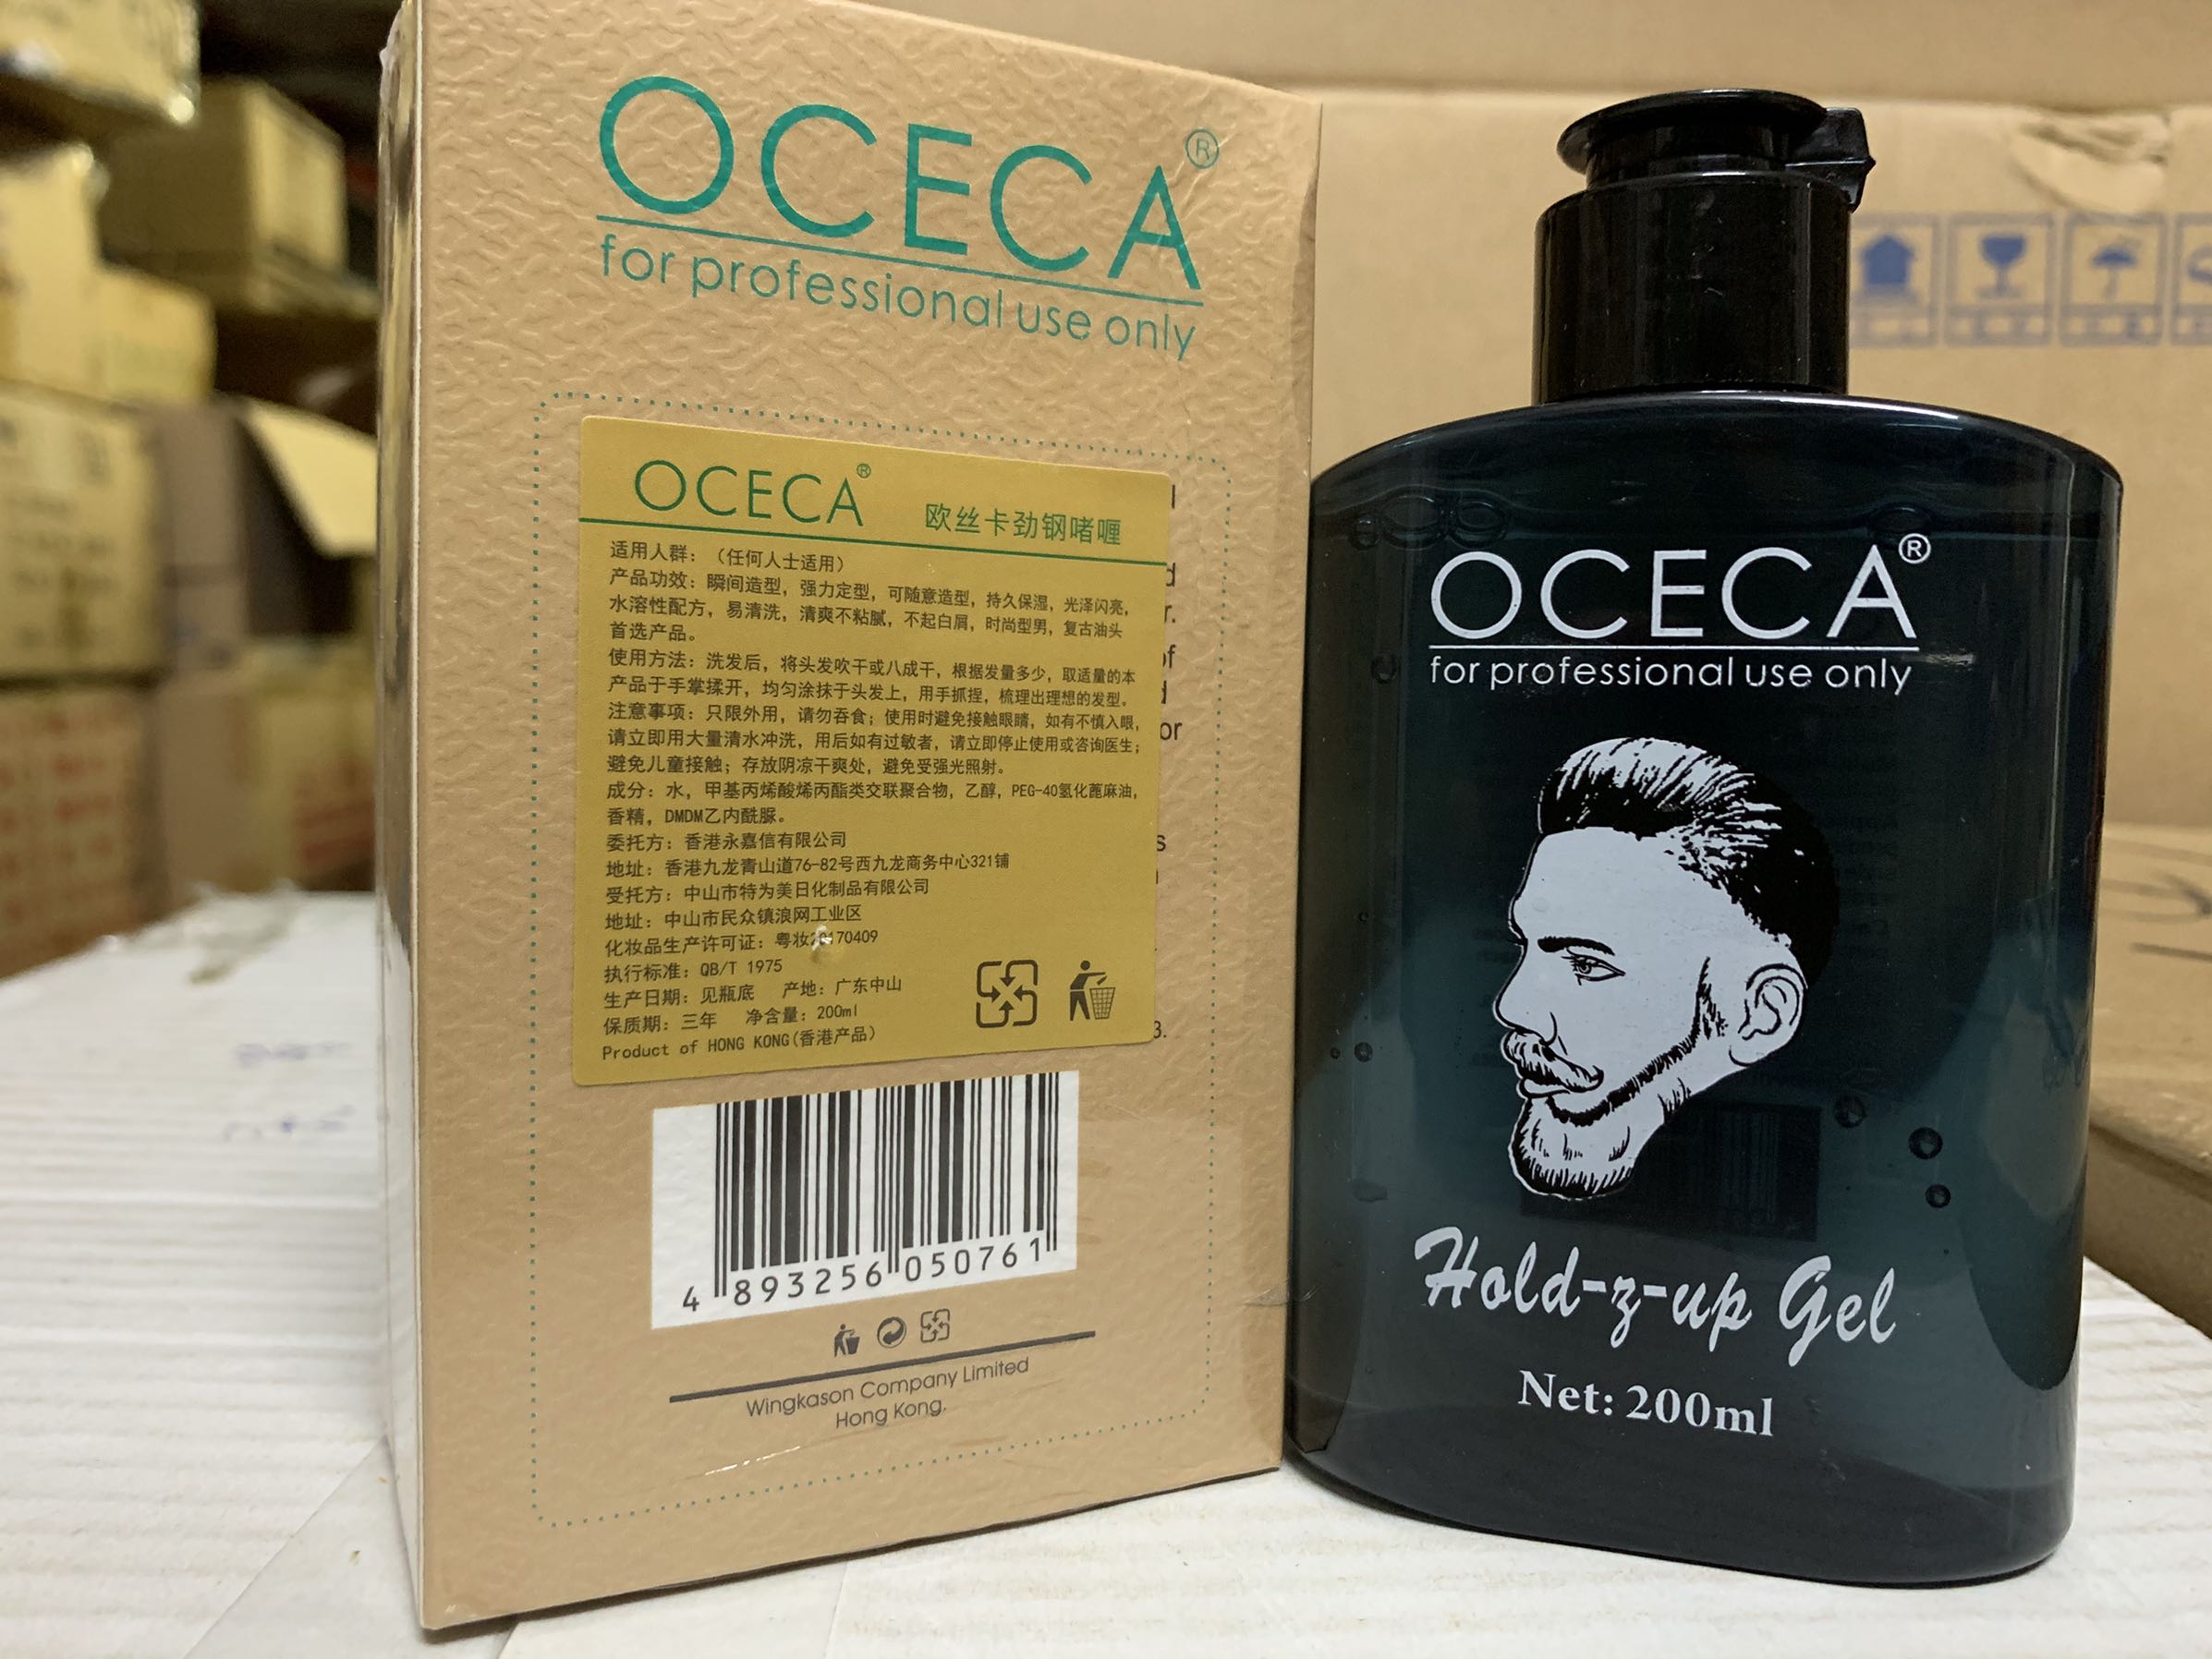 OCECA®
for professional use only
OCECA® 欧丝卡劲钢啫喱
适用人群：（任何人士适用）
产品功效：瞬间造型，强力定型，可随意造型，持久保湿，光泽闪亮，
水溶性配方，易清洗，清爽不粘腻，不起白屑，时尚型男，复古油头
首选产品。
使用方法：洗发后，将头发吹干或八成干，根据发量多少，取适量的本
产品于手掌揉开，均匀涂抹于头发上，用手抓捏，梳理出理想的发型。
注意事项：只限外用，请勿吞食；使用时避免接触眼睛，如有不慎入眼，
请立即用大量清水冲洗，用后如有过敏者，请立即停止使用或咨询医生；
避免儿童接触；存放阴凉干爽处，避免受强光照射。
成分：水，甲基丙烯酸烯丙酯类交联聚合物，乙醇，PEG-40氢化蓖麻油，
香精，DMDM乙内酰脲。
委托方：香港永嘉信有限公司
地址：香港九龙青山道76-82号西九龙商务中心321铺
受托方：中山市特为美日化制品有限公司
地址：中山市民众镇浪网工业区
化妆品生产许可证：粤妆20170409
执行标准：QB/T 1975
生产日期：见瓶底 产地：广东中山
保质期：三年 净含量：200ml
Product of HONG KONG(香港产品)
4 893256 050761
Wingkason Company Limited
Hong Kong.
OCECA®
for professional use only
Hold-z-up Gel
Net: 200ml